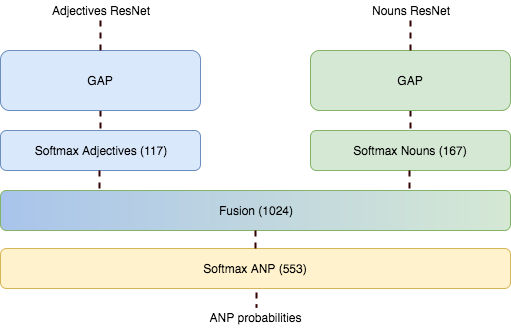 Adjectives ResNet
Nouns ResNet
GAP
GAP
Softmax Adjectives (117)
Softmax Nouns (167)
Fusion (1024)
Softmax ANP (553)
ANP probabilities